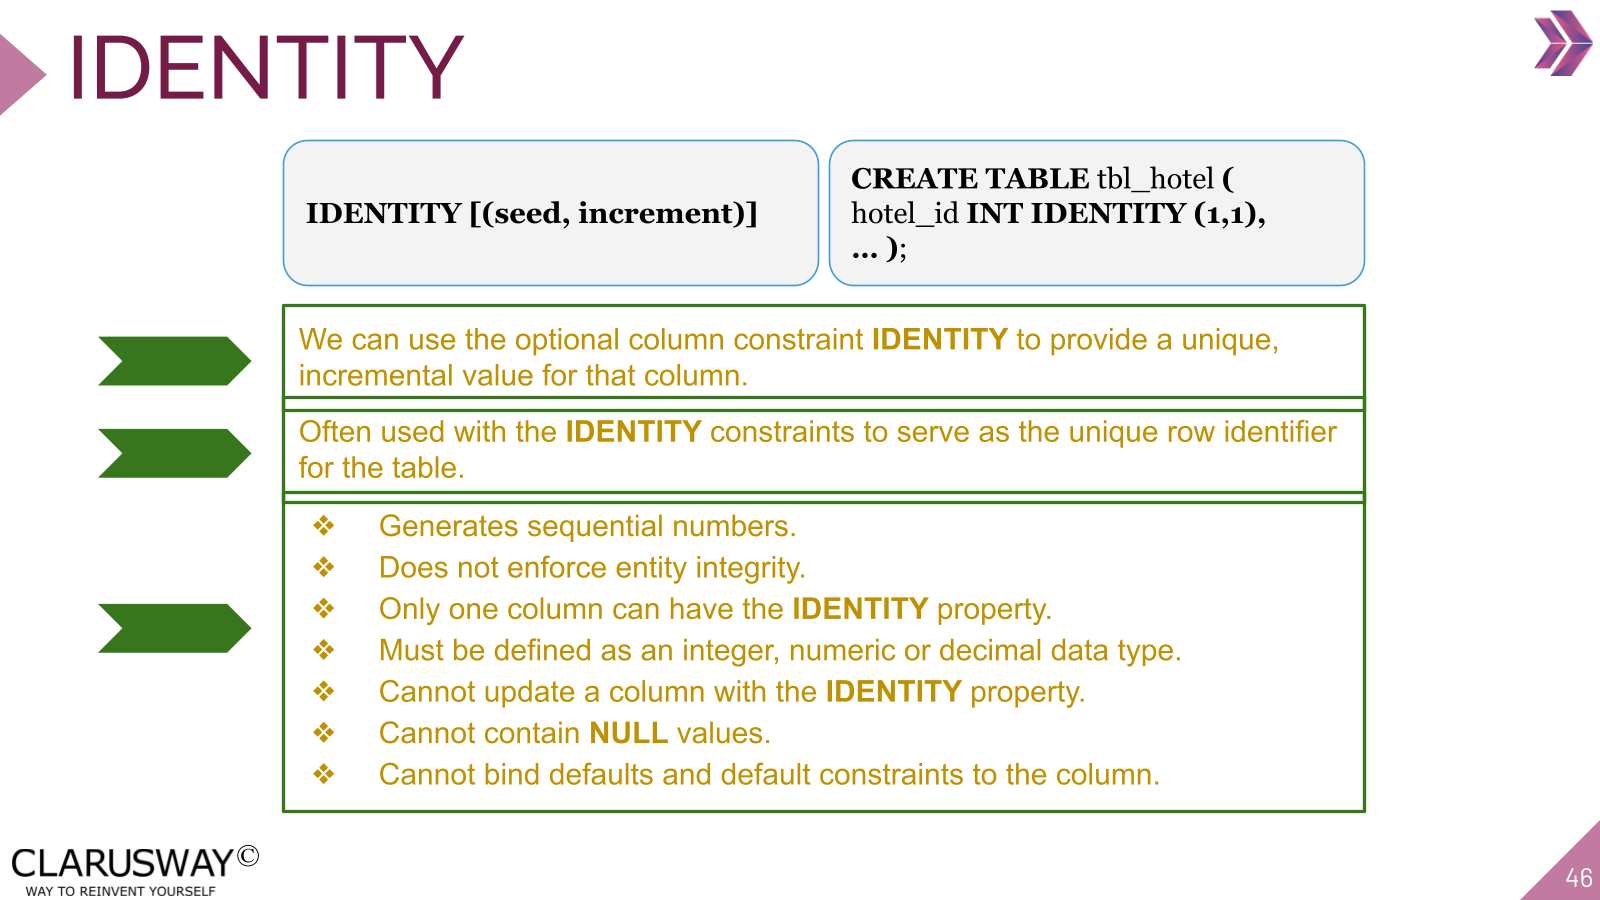 IDENTITY
IDENTITY [(seed, increment)]
CREATE TABLE tbl_hotel (
hotel_id INT IDENTITY (1,1),
... );
We can use the optional column constraint IDENTITY to provide a unique,
incremental value for that column.
Often used with the IDENTITY constraints to serve as the unique row identifier
for the table.
❖ Generates sequential numbers.
❖ Does not enforce entity integrity.
❖ Only one column can have the IDENTITY property.
❖ Must be defined as an integer, numeric or decimal data type.
❖ Cannot update a column with the IDENTITY property.
❖ Cannot contain NULL values.
❖ Cannot bind defaults and default constraints to the column.
CLARUSWAY©
WAY TO REINVENT YOURSELF
46